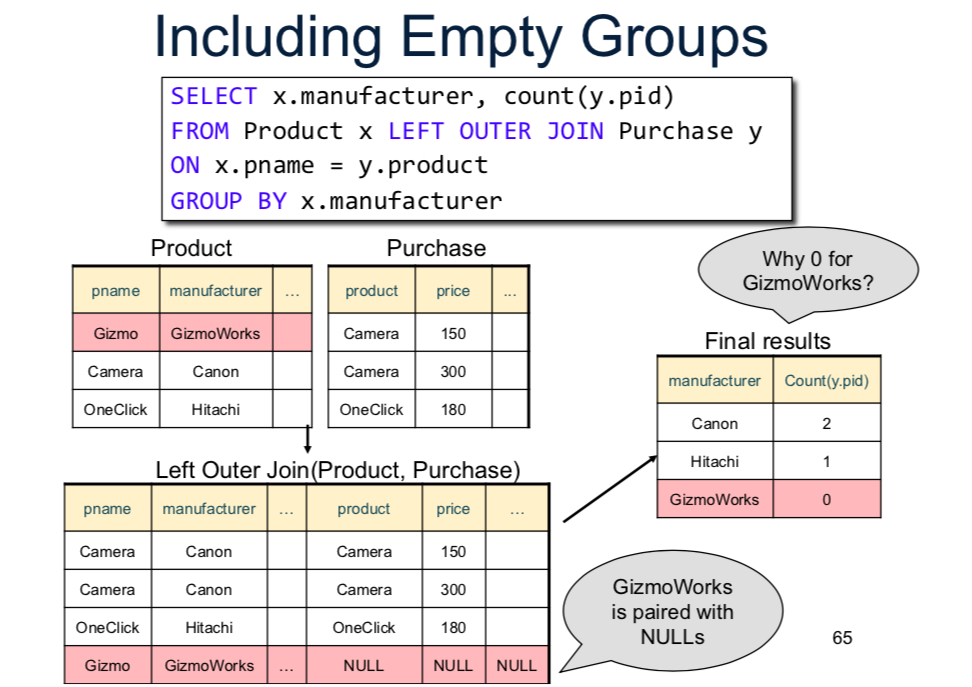 Including Empty Groups
SELECT x.manufacturer, count(y.pid)
FROM Product x LEFT OUTER JOIN Purchase y
ON x.pname = y.product
GROUP BY x.manufacturer
Product
pname manufacturer ...
Gizmo GizmoWorks
Camera Canon
OneClick Hitachi
Purchase
product price ...
Camera 150
Camera 300
OneClick 180
Why 0 for
GizmoWorks?
Final results
manufacturer Count(y.pid)
Canon 2
Hitachi 1
GizmoWorks 0
Left Outer Join(Product, Purchase)
pname manufacturer ... product price ...
Camera Canon Camera 150
Camera Canon Camera 300
OneClick Hitachi OneClick 180
Gizmo GizmoWorks ... NULL NULL NULL
GizmoWorks
is paired with
NULLs
65